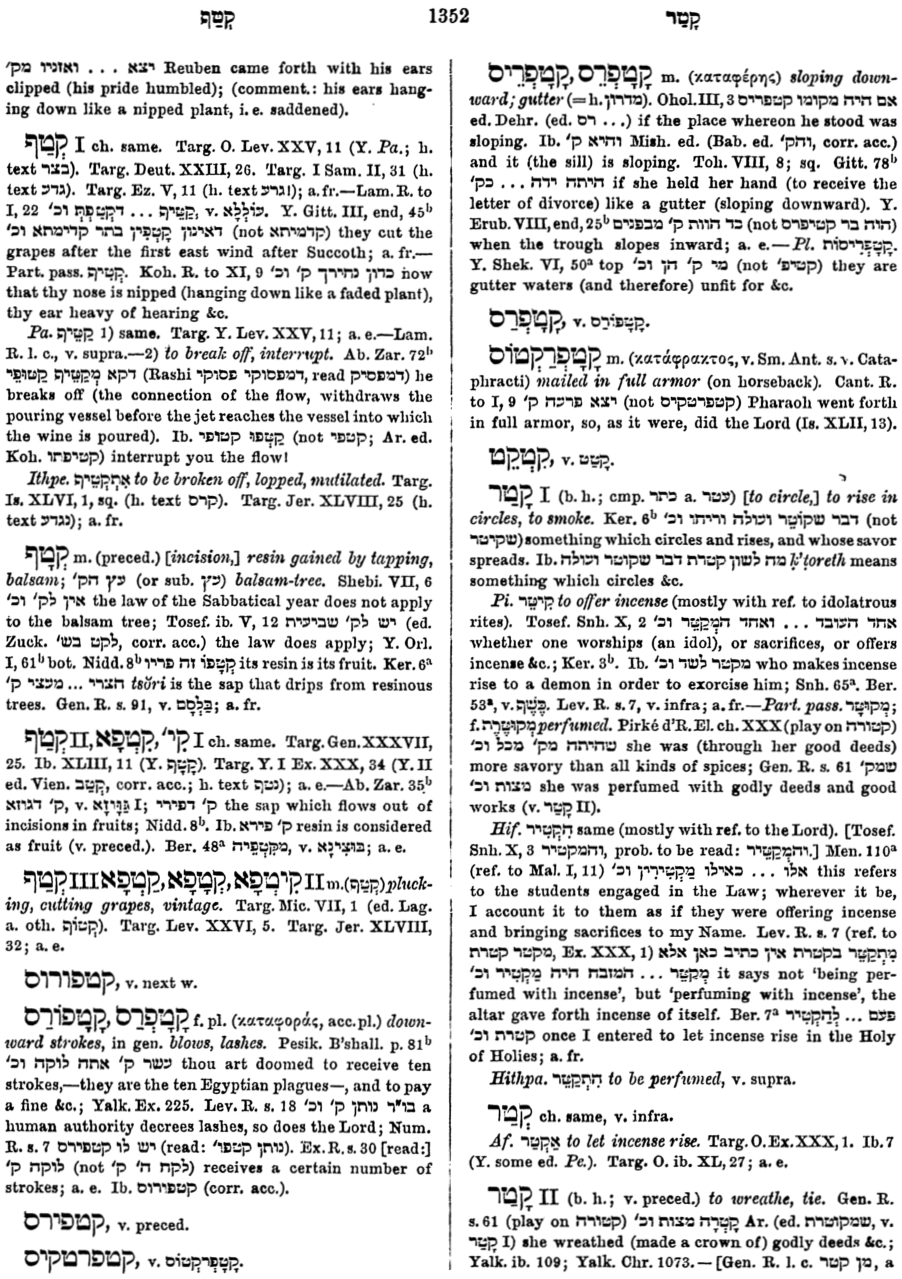 קְטַף 1352 קָטַר
יצא ... ואזניו מק׳ Reuben came forth with his ears
clipped (his pride humbled); (comment.: his ears hang-
ing down like a nipped plant, i. e. saddened).
קְטַף I ch. same. Targ. O. Lev. XXV, 11 (Y. Pa.; h.
text בצר). Targ. Deut. XXIII, 26. Targ. I Sam. II, 31 (h.
text גדע). Targ. Ez. V, 11 (h. text גרע!); a. fr.—Lam. R. to
I, 22 קַטֵּיף ... דְקַטֵפְתְּ וכ׳, v. עוֹלְלָא. Y. Gitt. III, end, 45ᵇ
דאינון קָטְפִין בתר קדימתא וכ׳ (not קדמיתא) they cut the
grapes after the first east wind after Succoth; a. fr.—
Part. pass. קְטֵיף. Koh. R. to XI, 9 כדון נחירך ק׳ וכ׳ now
that thy nose is nipped (hanging down like a faded plant),
thy ear heavy of hearing &c.
Pa. קַטֵּיף 1) same. Targ. Y. Lev. XXV, 11; a. e.—Lam.
R. l. c., v. supra.—2) to break off, interrupt. Ab. Zar. 72ᵇ
דקא מְקַטֵּיף קטופי (Rashi דמפסוקי פסוקי, read דמפסיק) he
breaks off (the connection of the flow, withdraws the
pouring vessel before the jet reaches the vessel into which
the wine is poured). Ib. קַטְּפוּ קטופי (not קטפי; Ar. ed.
Koh. קטיפתו) interrupt you the flow!
Ithpe. אִתְקְטֵיף to be broken off, lopped, mutilated. Targ.
Is. XLVI, 1, sq. (h. text קרס). Targ. Jer. XLVIII, 25 (h.
text נגדע); a. fr.
קְטָף m. (preced.) [incision,] resin gained by tapping,
balsam; עץ הק׳ (or sub. עץ) balsam-tree. Shebi. VII, 6
אין לק׳ וכ׳ the law of the Sabbatical year does not apply
to the balsam tree; Tosef. ib. V, 12 יש לק׳ שביעית (ed.
Zuck. לקט בש׳, corr. acc.) the law does apply; Y. Orl.
I, 61ᵇ bot. Nidd. 8ᵇ קְטָפוֹ זה פריו its resin is its fruit. Ker. 6ᵃ
הצרי ... מעצי ק׳ tsŏri is the sap that drips from resinous
trees. Gen. R. s. 91, v. בַּלְסָם; a. fr.
קְטַף II, קְטָפָא, קִי׳ I ch. same. Targ. Gen. XXXVII,
25. Ib. XLIII, 11 (Y. קְטָף). Targ. Y. I Ex. XXX, 34 (Y. II
ed. Vien. קְטַב, corr. acc.; h. text נטף); a. e.—Ab. Zar. 35ᵇ
ק׳ דגוזא, v. גּוּוְזָא I; ק׳ דפירי the sap which flows out of
incisions in fruits; Nidd. 8ᵇ. Ib. ק׳ פירא resin is considered
as fruit (v. preced.). Ber. 48ᵃ מִקְּטְפֵיה, v. בּוּצִינָא; a. e.
קְטַף III קְטָפָא, קְטָפָא, קִיטְפָא II m. (קְטַף) pluck-
ing, cutting grapes, vintage. Targ. Mic. VII, 1 (ed. Lag.
a. oth. קְטוֹף). Targ. Lev. XXVI, 5. Targ. Jer. XLVIII,
32; a. e.
קטפורוס, v. next w.
קָטָפְרַס, קָטָפוֹרַס f. pl. (καταφοράς, acc. pl.) down-
ward strokes, in gen. blows, lashes. Pesik. B'shall. p. 81ᵇ
עשר ק׳ אתה לוקה וכ׳ thou art doomed to receive ten
strokes,—they are the ten Egyptian plagues—, and to pay
a fine &c.; Yalk. Ex. 225. Lev. R. s. 18 בו״ד נותן ק׳ וכ׳ a
human authority decrees lashes, so does the Lord; Num.
R. s. 7 יש לו קטפירס (read: נותן קטפו׳). Ex. R. s. 30 [read:]
לוקה ק׳ (not לקח ה׳ ק׳) receives a certain number of
strokes; a. e. Ib. קטפורוס (corr. acc.).
קטפירס, v. preced.
קטפרטקיס, v. קָטָפְרַקְטוֹס.
קָטָפְרֵס, קָטָפְרֵיס m. (καταφερής) sloping down-
ward; gutter (= h. מדרון). Ohol. III, 3 אם היה מקומו קטפריס
ed. Dehr. (ed. ... רס) if the place whereon he stood was
sloping. Ib. והיא ק׳ Mish. ed. (Bab. ed. והק׳, corr. acc.)
and it (the sill) is sloping. Toh. VIII, 8; sq. Gitt. 78ᵇ
היתה ידה ... כק׳ if she held her hand (to receive the
letter of divorce) like a gutter (sloping downward). Y.
Erub. VIII, end, 25ᵇ כד הוות ק׳ מבפנים (not הוה בר קטיפרס)
when the trough slopes inward; a. e.—Pl. קָטָפְרֵיסוֹת.
Y. Shek. VI, 50ᵃ top מי ק׳ הן וכ׳ (not קטיפ׳) they are
gutter waters (and therefore) unfit for &c.
קָטָפְרַס, v. קָטָפוֹרַס.
קָטָפְרַקְטוֹס m. (κατάφρακτος, v. Sm. Ant. s. v. Cata-
phracti) mailed in full armor (on horseback). Cant. R.
to I, 9 יצא פרעה ק׳ (not קטפרטקיס) Pharaoh went forth
in full armor, so, as it were, did the Lord (Is. XLII, 13).
קִטְקֵט, v. קָטַט.
קָטַר I (b. h.; cmp. כתר a. עטר) [to circle,] to rise in
circles, to smoke. Ker. 6ᵇ דבר שקוֹטֵר ועולה וריחו וכ׳ (not
שקיטר) something which circles and rises, and whose savor
spreads. Ib. מה לשון קטרת דבר שקוטר ועולה k'toreth means
something which circles &c.
Pi. קִיטֵּר to offer incense (mostly with ref. to idolatrous
rites). Tosef. Snh. X, 2 אחד העובד ... ואחד הַמְקַטֵּר וכ׳
whether one worships (an idol), or sacrifices, or offers
incense &c.; Ker. 3ᵇ. Ib. מקטר לשד וכ׳ who makes incense
rise to a demon in order to exorcise him; Snh. 65ᵃ. Ber.
53ᵃ, v. כָּשַׁף. Lev. R. s. 7, v. infra; a. fr.—Part. pass. מְקוּטָּר;
f. מְקוּטֶּרֶת perfumed. Pirké d'R. El. ch. XXX (play on קטורה)
שהיתה מק׳ מכל וכ׳ she was (through her good deeds)
more savory than all kinds of spices; Gen. R. s. 61 שמק׳
מצות וכ׳ she was perfumed with godly deeds and good
works (v. קָטַר II).
Hif. הִקְטִיר same (mostly with ref. to the Lord). [Tosef.
Snh. X, 3 והמקטיר, prob. to be read: וְהַמְקַטֵּיר.] Men. 110ᵃ
(ref. to Mal. I, 11) אלו ... כאילו מַקְטִירִין וכ׳ this refers
to the students engaged in the Law; wherever it be,
I account it to them as if they were offering incense
and bringing sacrifices to my Name. Lev. R. s. 7 (ref. to
מקטר קטרת, Ex. XXX, 1) מִתְקַטֵּר בקטרת אין כתיב כאן אלא
מְקַטֵּר ... המזבח היה מַקְטִיר וכ׳ it says not ‘being per-
fumed with incense’, but ‘perfuming with incense’, the
altar gave forth incense of itself. Ber. 7ᵃ פעם ... לְהַקְטִיר
קטרת וכ׳ once I entered to let incense rise in the Holy
of Holies; a. fr.
Hithpa. הִתְקַטֵּר to be perfumed, v. supra.
קְטַר ch. same, v. infra.
Af. אַקְטַר to let incense rise. Targ. O. Ex. XXX, 1. Ib. 7
(Y. some ed. Pe.). Targ. O. ib. XL, 27; a. e.
קָטַר II (b. h.; v. preced.) to wreathe, tie. Gen. R.
s. 61 (play on קטורה) קָטְרָה מצות וכ׳ Ar. (ed. שמקוטרת, v.
קָטַר I) she wreathed (made a crown of) godly deeds &c.;
Yalk. ib. 109; Yalk. Chr. 1073.—[Gen. R. l. c. מן קטר, a